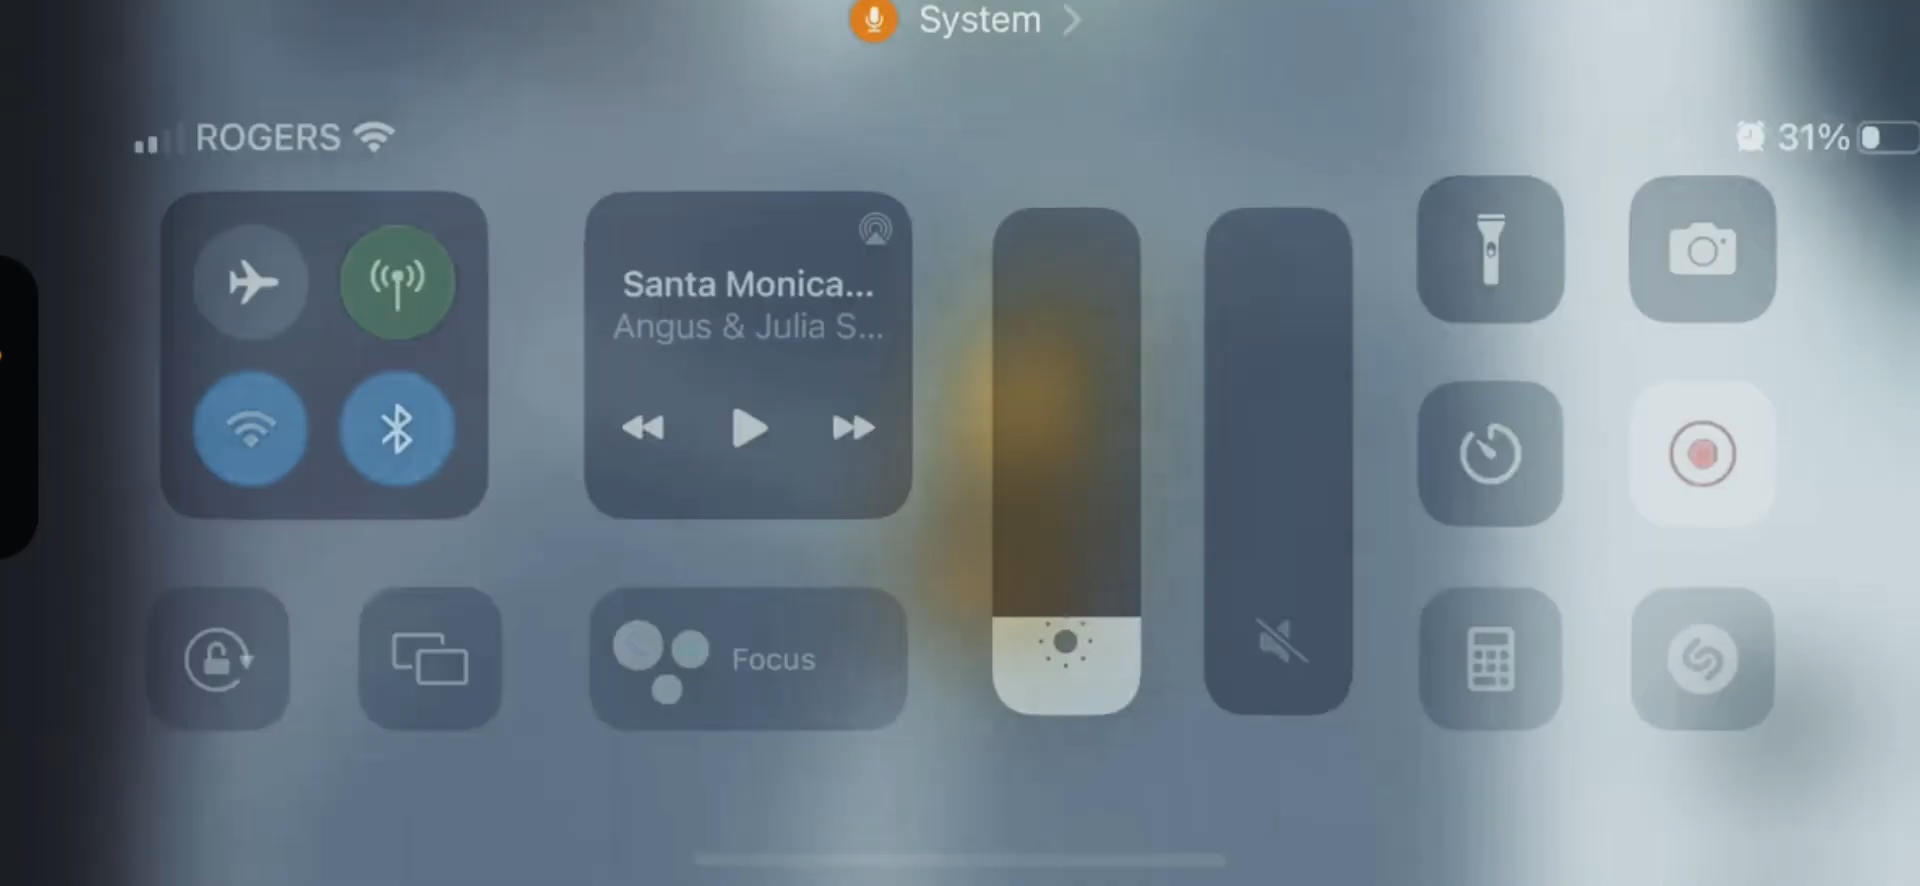 System
ROGERS
31%
Santa Monica...
Angus & Julia S...
Focus